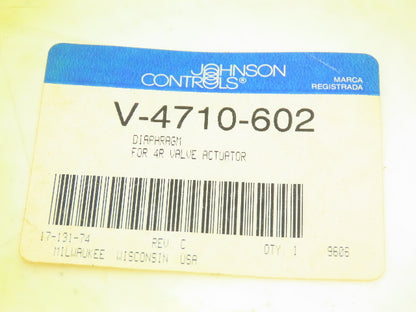 JOHNSON
CONTROLS®
MARCA
REGISTRADA
V-4710-602
DIAPHRAGM
FOR 4R VALVE ACTUATOR
17-131-74 REV C QTY 1 9606
MILWAUKEE WISCONSIN USA